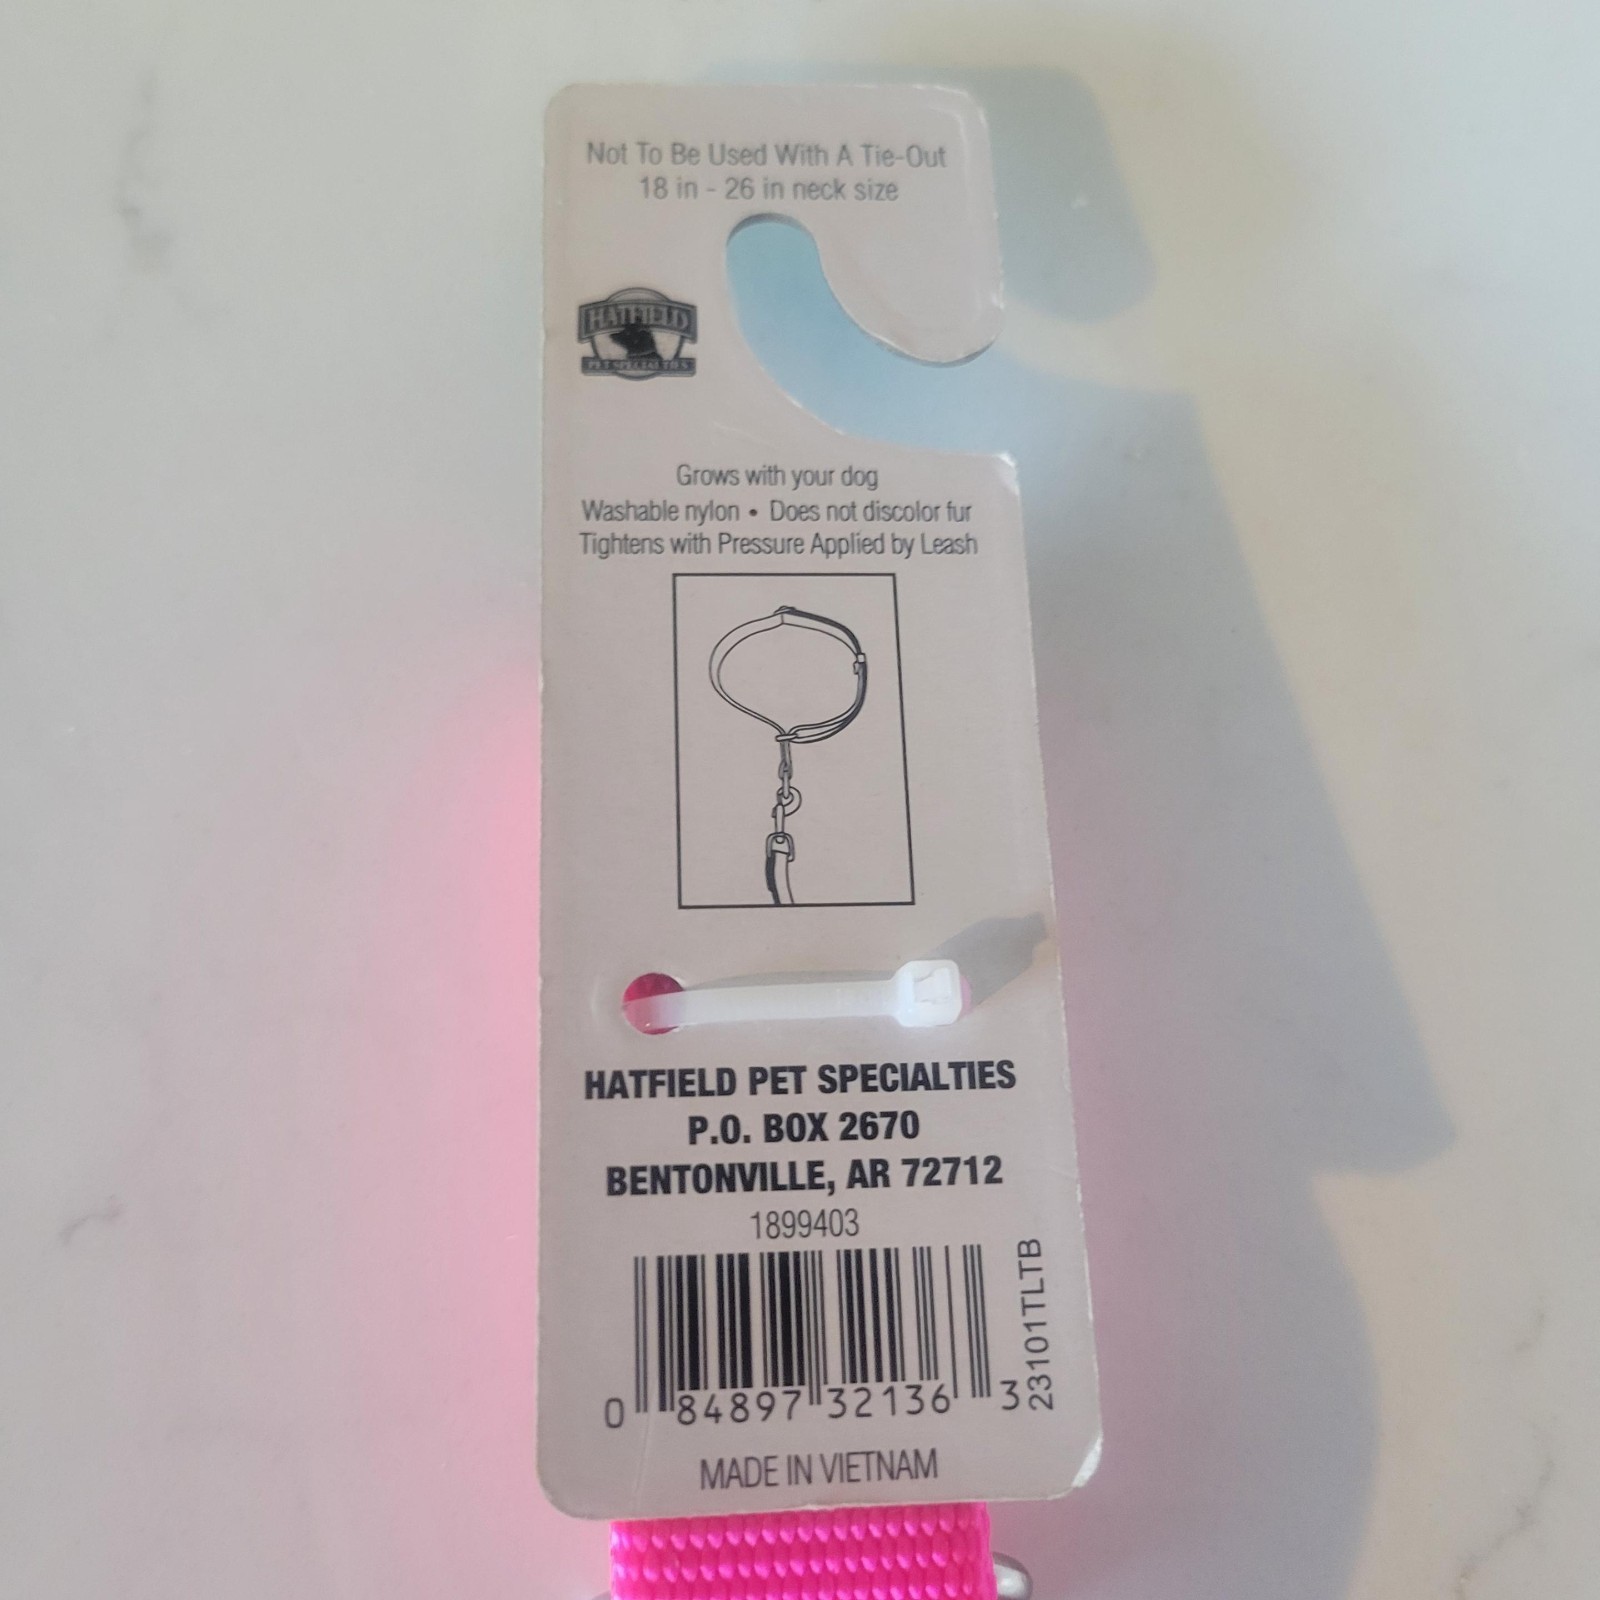 Not To Be Used With A Tie-Out
18 in - 26 in neck size
HATFIELD
PET SPECIALTIES
Grows with your dog
Washable nylon • Does not discolor fur
Tightens with Pressure Applied by Leash
HATFIELD PET SPECIALTIES
P.O. BOX 2670
BENTONVILLE, AR 72712
1899403
0 84897 32136 3
23101TLTB
MADE IN VIETNAM